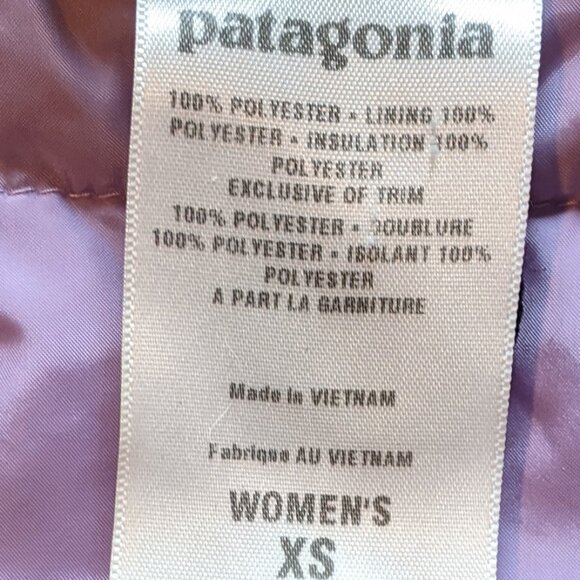 patagonia
100% POLYESTER • LINING 100%
POLYESTER • INSULATION 100%
POLYESTER
EXCLUSIVE OF TRIM
100% POLYESTER • DOUBLURE
100% POLYESTER • ISOLANT 100%
POLYESTER
A PART LA GARNITURE
Made in VIETNAM
Fabrique AU VIETNAM
WOMEN'S
XS